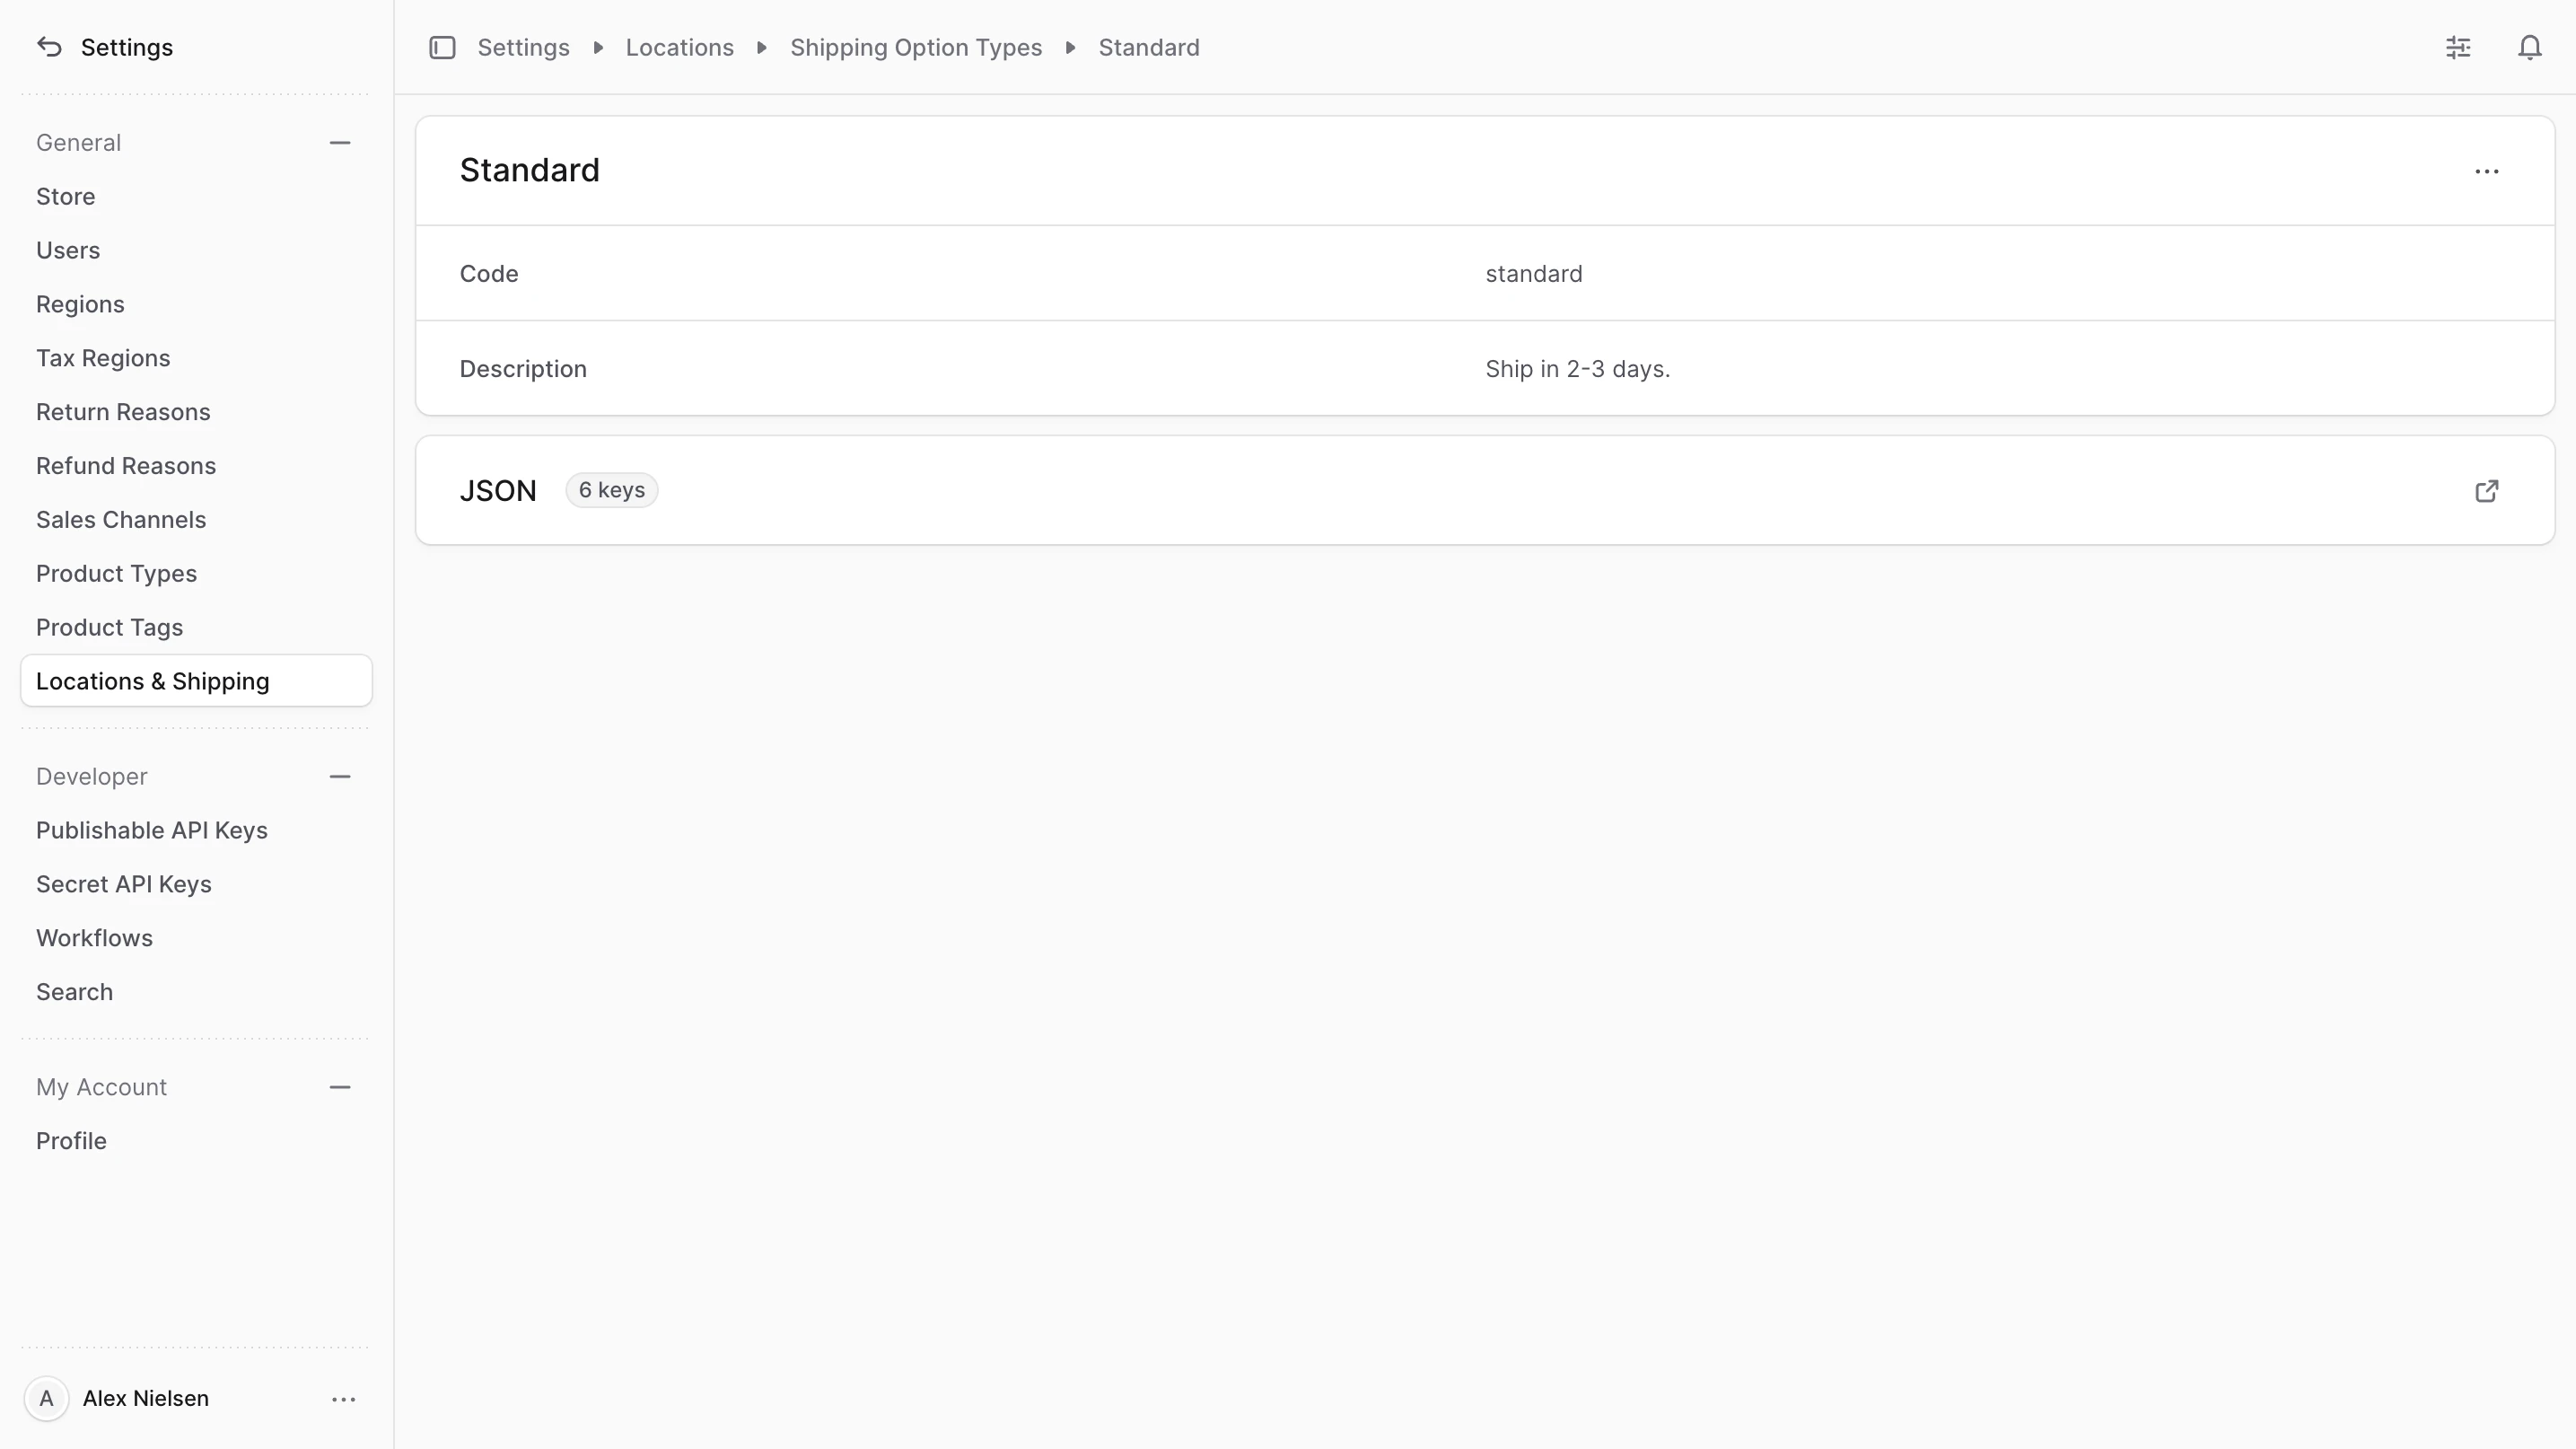 Settings
General
Store
Users
Regions
Tax Regions
Return Reasons
Refund Reasons
Sales Channels
Product Types
Product Tags
Locations & Shipping
Developer
Publishable API Keys
Secret API Keys
Workflows
Search
My Account
Profile
A Alex Nielsen
Settings Locations Shipping Option Types Standard
Standard
Code standard
Description Ship in 2-3 days.
JSON 6 keys